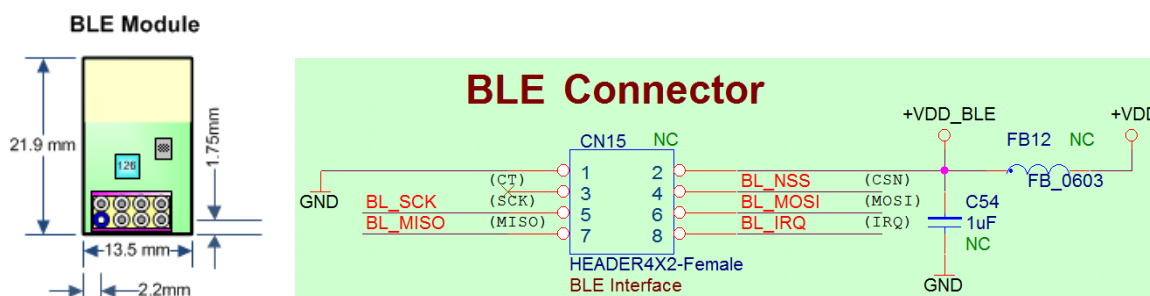 BLE Module
21.9 mm
1.75mm
126
13.5 mm
2.2mm
BLE Connector
+VDD_BLE
+VDD
CN15
NC
FB12
NC
FB_0603
GND
1
2
(CT)
3
4
BL_NSS
(CSN)
BL_SCK
(SCK)
5
6
BL_MOSI
(MOSI)
BL_MISO
(MISO)
7
8
BL_IRQ
(IRQ)
C54
1uF
NC
GND
HEADER4X2-Female
BLE Interface